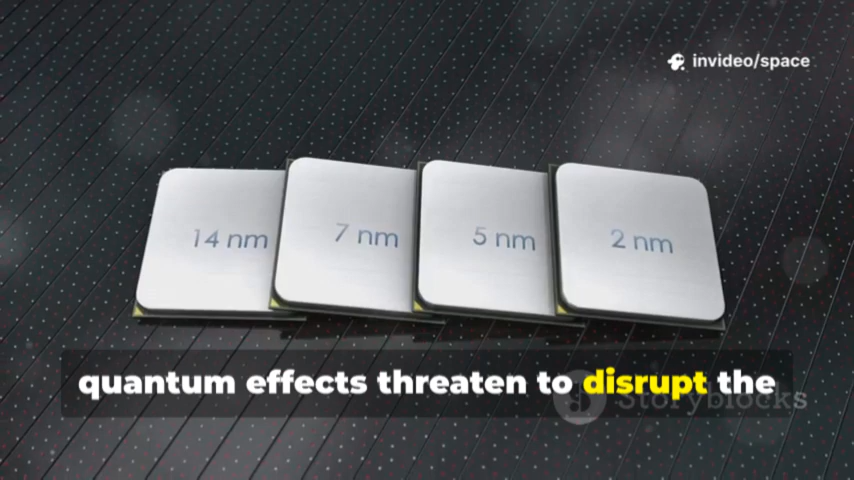 invideo/space
14 nm
7 nm
5 nm
2 nm
quantum effects threaten to disrupt the
Storyblocks